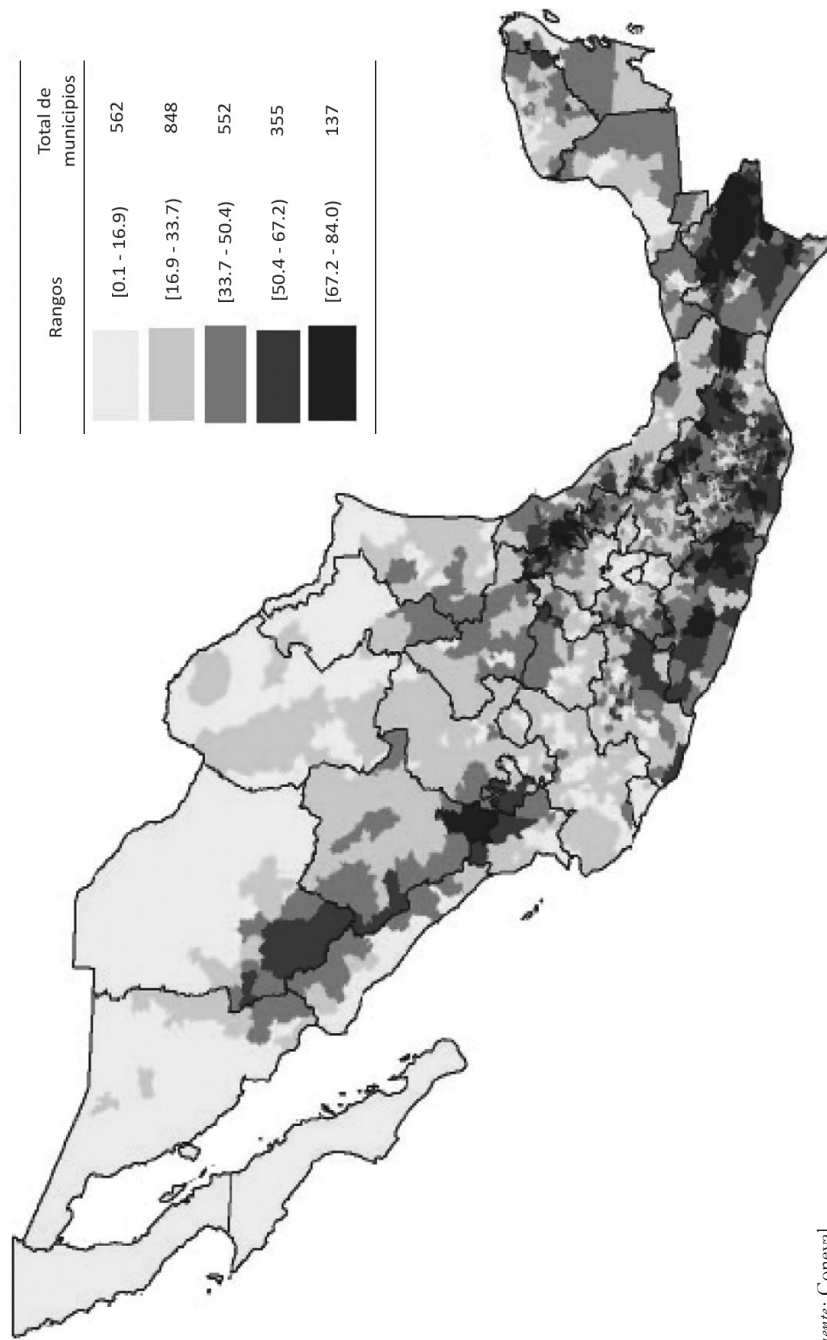 Rangos Total de municipios
[0.1 - 16.9) 562
[16.9 - 33.7) 848
[33.7 - 50.4) 552
[50.4 - 67.2) 355
[67.2 - 84.0) 137
Coneval